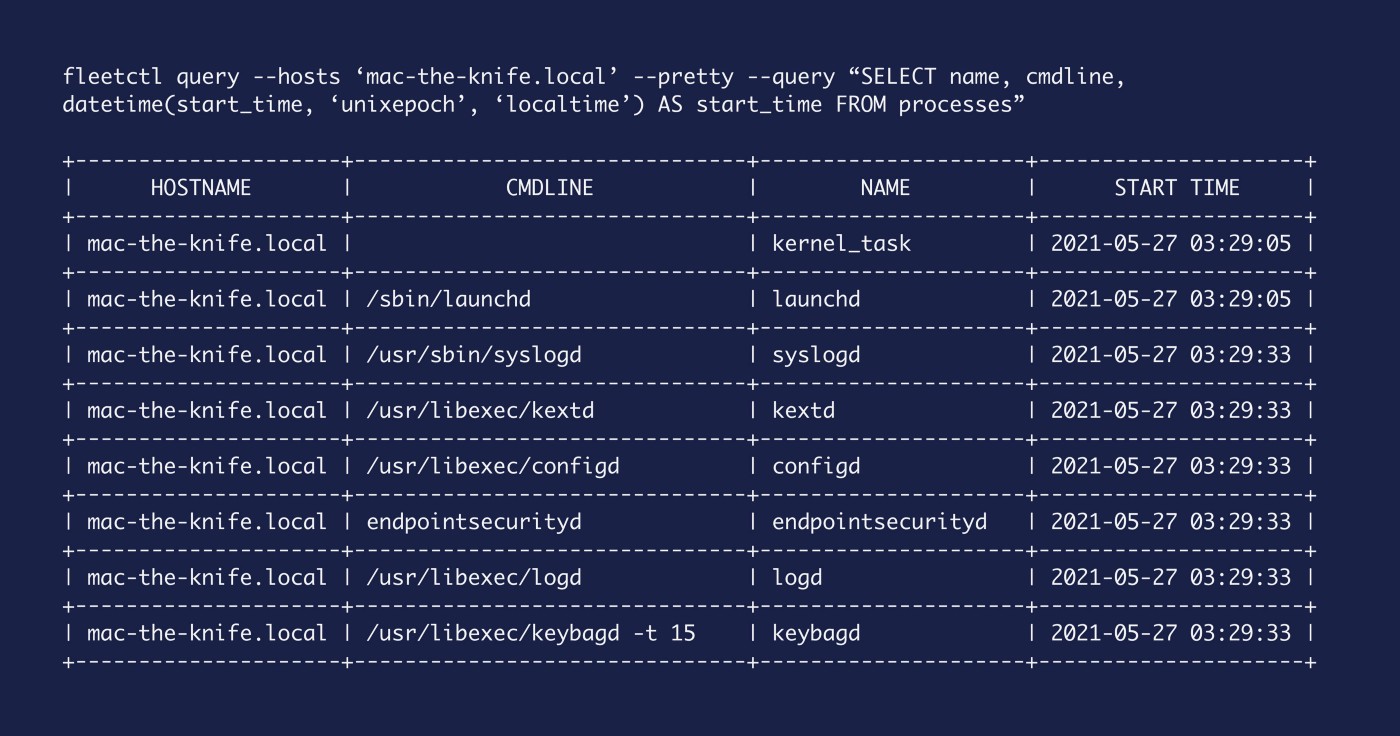 fleetctl query --hosts ‘mac-the-knife.local’ --pretty --query “SELECT name, cmdline,
datetime(start_time, ‘unixepoch’, ‘localtime’) AS start_time FROM processes”
+---------------------+--------------------------------+---------------------+---------------------+
|      HOSTNAME       |            CMDLINE             |        NAME         |      START TIME     |
+---------------------+--------------------------------+---------------------+---------------------+
| mac-the-knife.local |                                | kernel_task         | 2021-05-27 03:29:05 |
+---------------------+--------------------------------+---------------------+---------------------+
| mac-the-knife.local | /sbin/launchd                  | launchd             | 2021-05-27 03:29:05 |
+---------------------+--------------------------------+---------------------+---------------------+
| mac-the-knife.local | /usr/sbin/syslogd              | syslogd             | 2021-05-27 03:29:33 |
+---------------------+--------------------------------+---------------------+---------------------+
| mac-the-knife.local | /usr/libexec/kextd             | kextd               | 2021-05-27 03:29:33 |
+---------------------+--------------------------------+---------------------+---------------------+
| mac-the-knife.local | /usr/libexec/configd           | configd             | 2021-05-27 03:29:33 |
+---------------------+--------------------------------+---------------------+---------------------+
| mac-the-knife.local | endpointsecurityd              | endpointsecurityd   | 2021-05-27 03:29:33 |
+---------------------+--------------------------------+---------------------+---------------------+
| mac-the-knife.local | /usr/libexec/logd              | logd                | 2021-05-27 03:29:33 |
+---------------------+--------------------------------+---------------------+---------------------+
| mac-the-knife.local | /usr/libexec/keybagd -t 15     | keybagd             | 2021-05-27 03:29:33 |
+---------------------+--------------------------------+---------------------+---------------------+